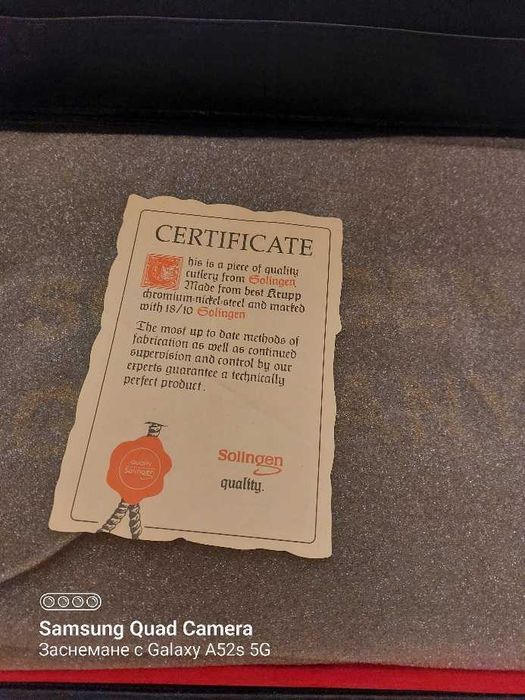 CERTIFICATE
This is a piece of quality
cutlery from Solingen
Made from best Krupp
chromium-nickel-steel and marked
with 18/10 Solingen
The most up to date methods of
fabrication as well as continued
supervision and control by our
experts guarantee a technically
perfect product.
Solingen
quality.
QUALITY
Solingen
Samsung Quad Camera
Заснемане с Galaxy A52s 5G